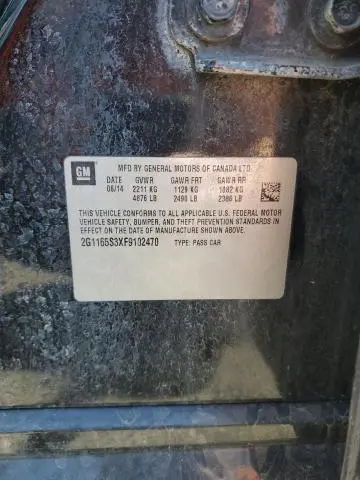 GM
MFD BY GENERAL MOTORS OF CANADA LTD.
DATE GVWR GAWR FRT GAWR RR
08/14 2211 KG 1129 KG 1082 KG
4876 LB 2490 LB 2386 LB
THIS VEHICLE CONFORMS TO ALL APPLICABLE U.S. FEDERAL MOTOR
VEHICLE SAFETY, BUMPER, AND THEFT PREVENTION STANDARDS IN
EFFECT ON THE DATE OF MANUFACTURE SHOWN ABOVE.
2G1165S3XF9102470 TYPE: PASS CAR